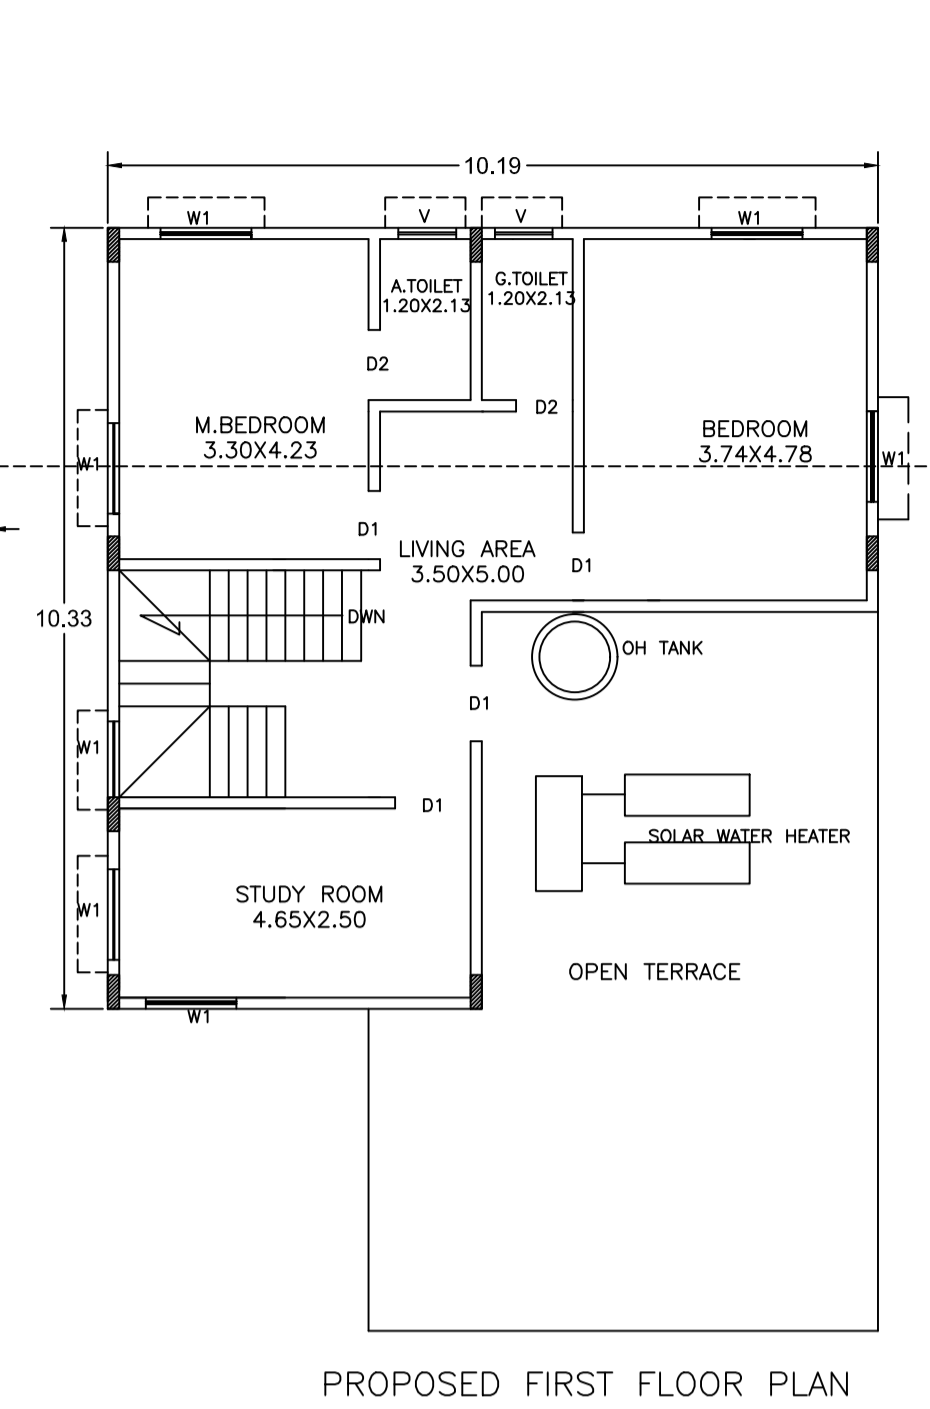 10.19
W1
V
V
W1
A.TOILET
1.20X2.13
G.TOILET
1.20X2.13
D2
D2
M.BEDROOM
3.30X4.23
BEDROOM
3.74X4.78
W1
W1
D1
LIVING AREA
3.50X5.00
D1
10.33
DWN
OH TANK
D1
W1
D1
SOLAR WATER HEATER
STUDY ROOM
4.65X2.50
W1
OPEN TERRACE
W1
PROPOSED FIRST FLOOR PLAN